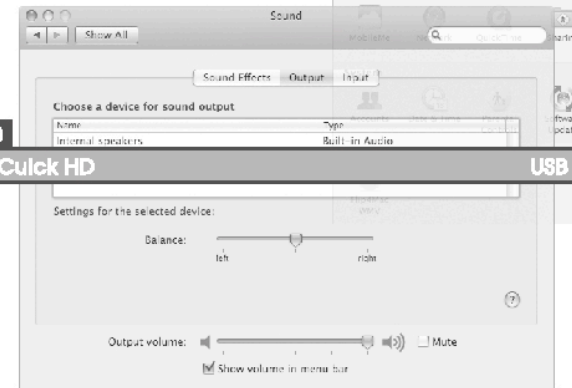 Sound
Show All
Sound Effects Output Input
Choose a device for sound output
Name Type
Internal speakers Built-in Audio
Cuick HD USB
Settings for the selected device:
Balance:
left right
Output volume: Mute
Show volume in menu bar